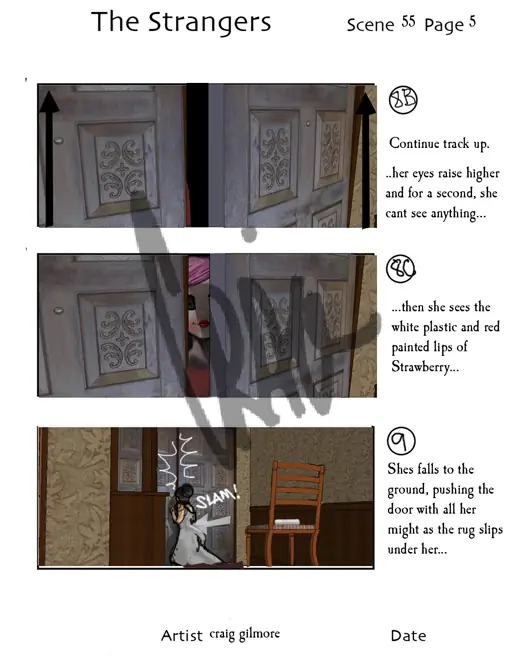 The Strangers
Scene 55 Page 5
8B
Continue track up.
..her eyes raise higher
and for a second, she
cant see anything...
8C
...then she sees the
white plastic and red
painted lips of
Strawberry...
9
Shes falls to the
ground, pushing the
door with all her
might as the rug slips
under her...
SLAM!
Artist craig gilmore
Date